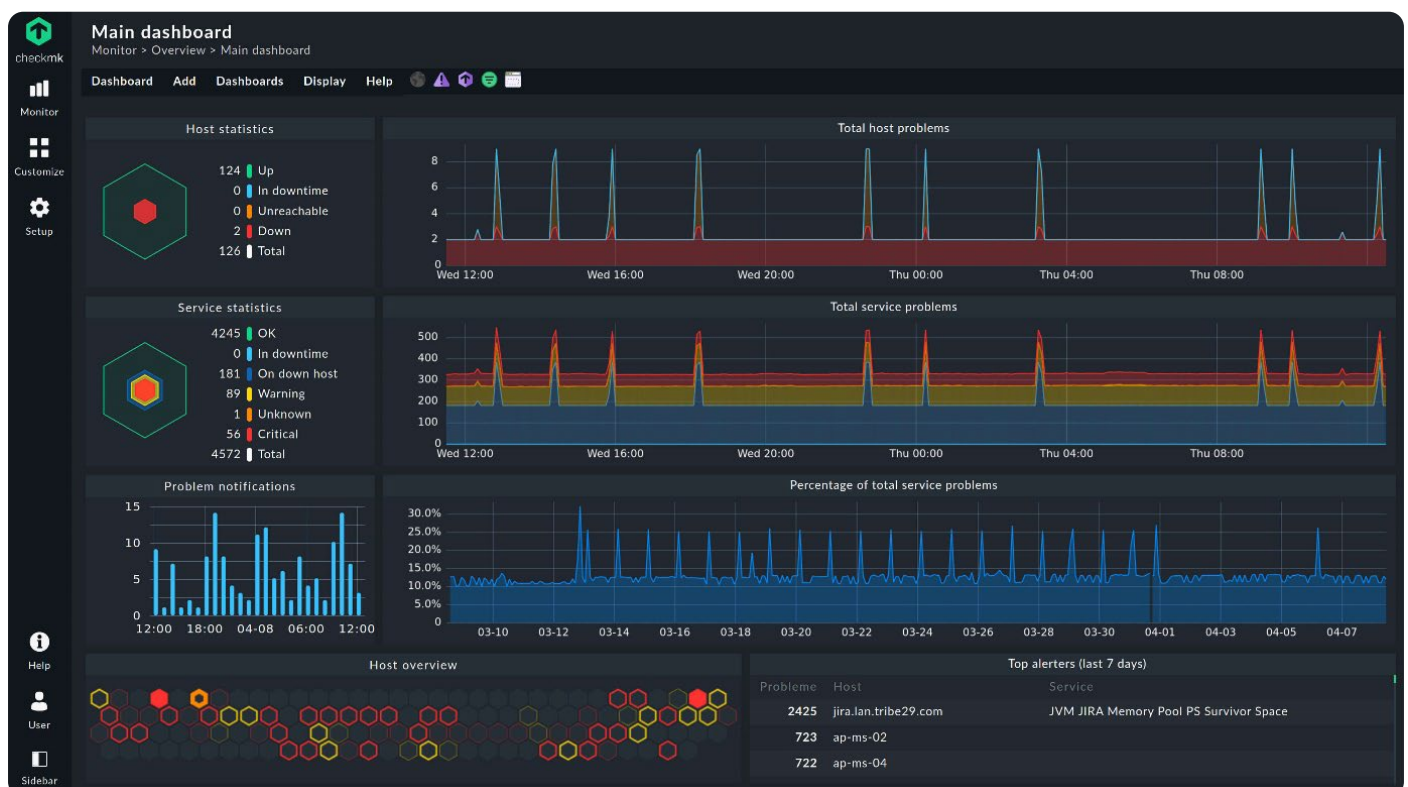 checkmk
Monitor
Customize
Setup
Help
User
Sidebar
Main dashboard
Monitor > Overview > Main dashboard
Dashboard Add Dashboards Display Help
Host statistics
124 Up
0 In downtime
0 Unreachable
2 Down
126 Total
Total host problems
8
6
4
2
0
Wed 12:00 Wed 16:00 Wed 20:00 Thu 00:00 Thu 04:00 Thu 08:00
Service statistics
4245 OK
0 In downtime
181 On down host
89 Warning
1 Unknown
56 Critical
4572 Total
Total service problems
500
400
300
200
100
0
Wed 12:00 Wed 16:00 Wed 20:00 Thu 00:00 Thu 04:00 Thu 08:00
Problem notifications
15
10
5
0
12:00 18:00 04-08 06:00 12:00
Percentage of total service problems
30.0%
25.0%
20.0%
15.0%
10.0%
5.0%
0
03-10 03-12 03-14 03-16 03-18 03-20 03-22 03-24 03-26 03-28 03-30 04-01 04-03 04-05 04-07
Host overview
Top alerters (last 7 days)
Probleme Host Service
2425 jira.lan.tribe29.com JVM JIRA Memory Pool PS Survivor Space
723 ap-ms-02
722 ap-ms-04